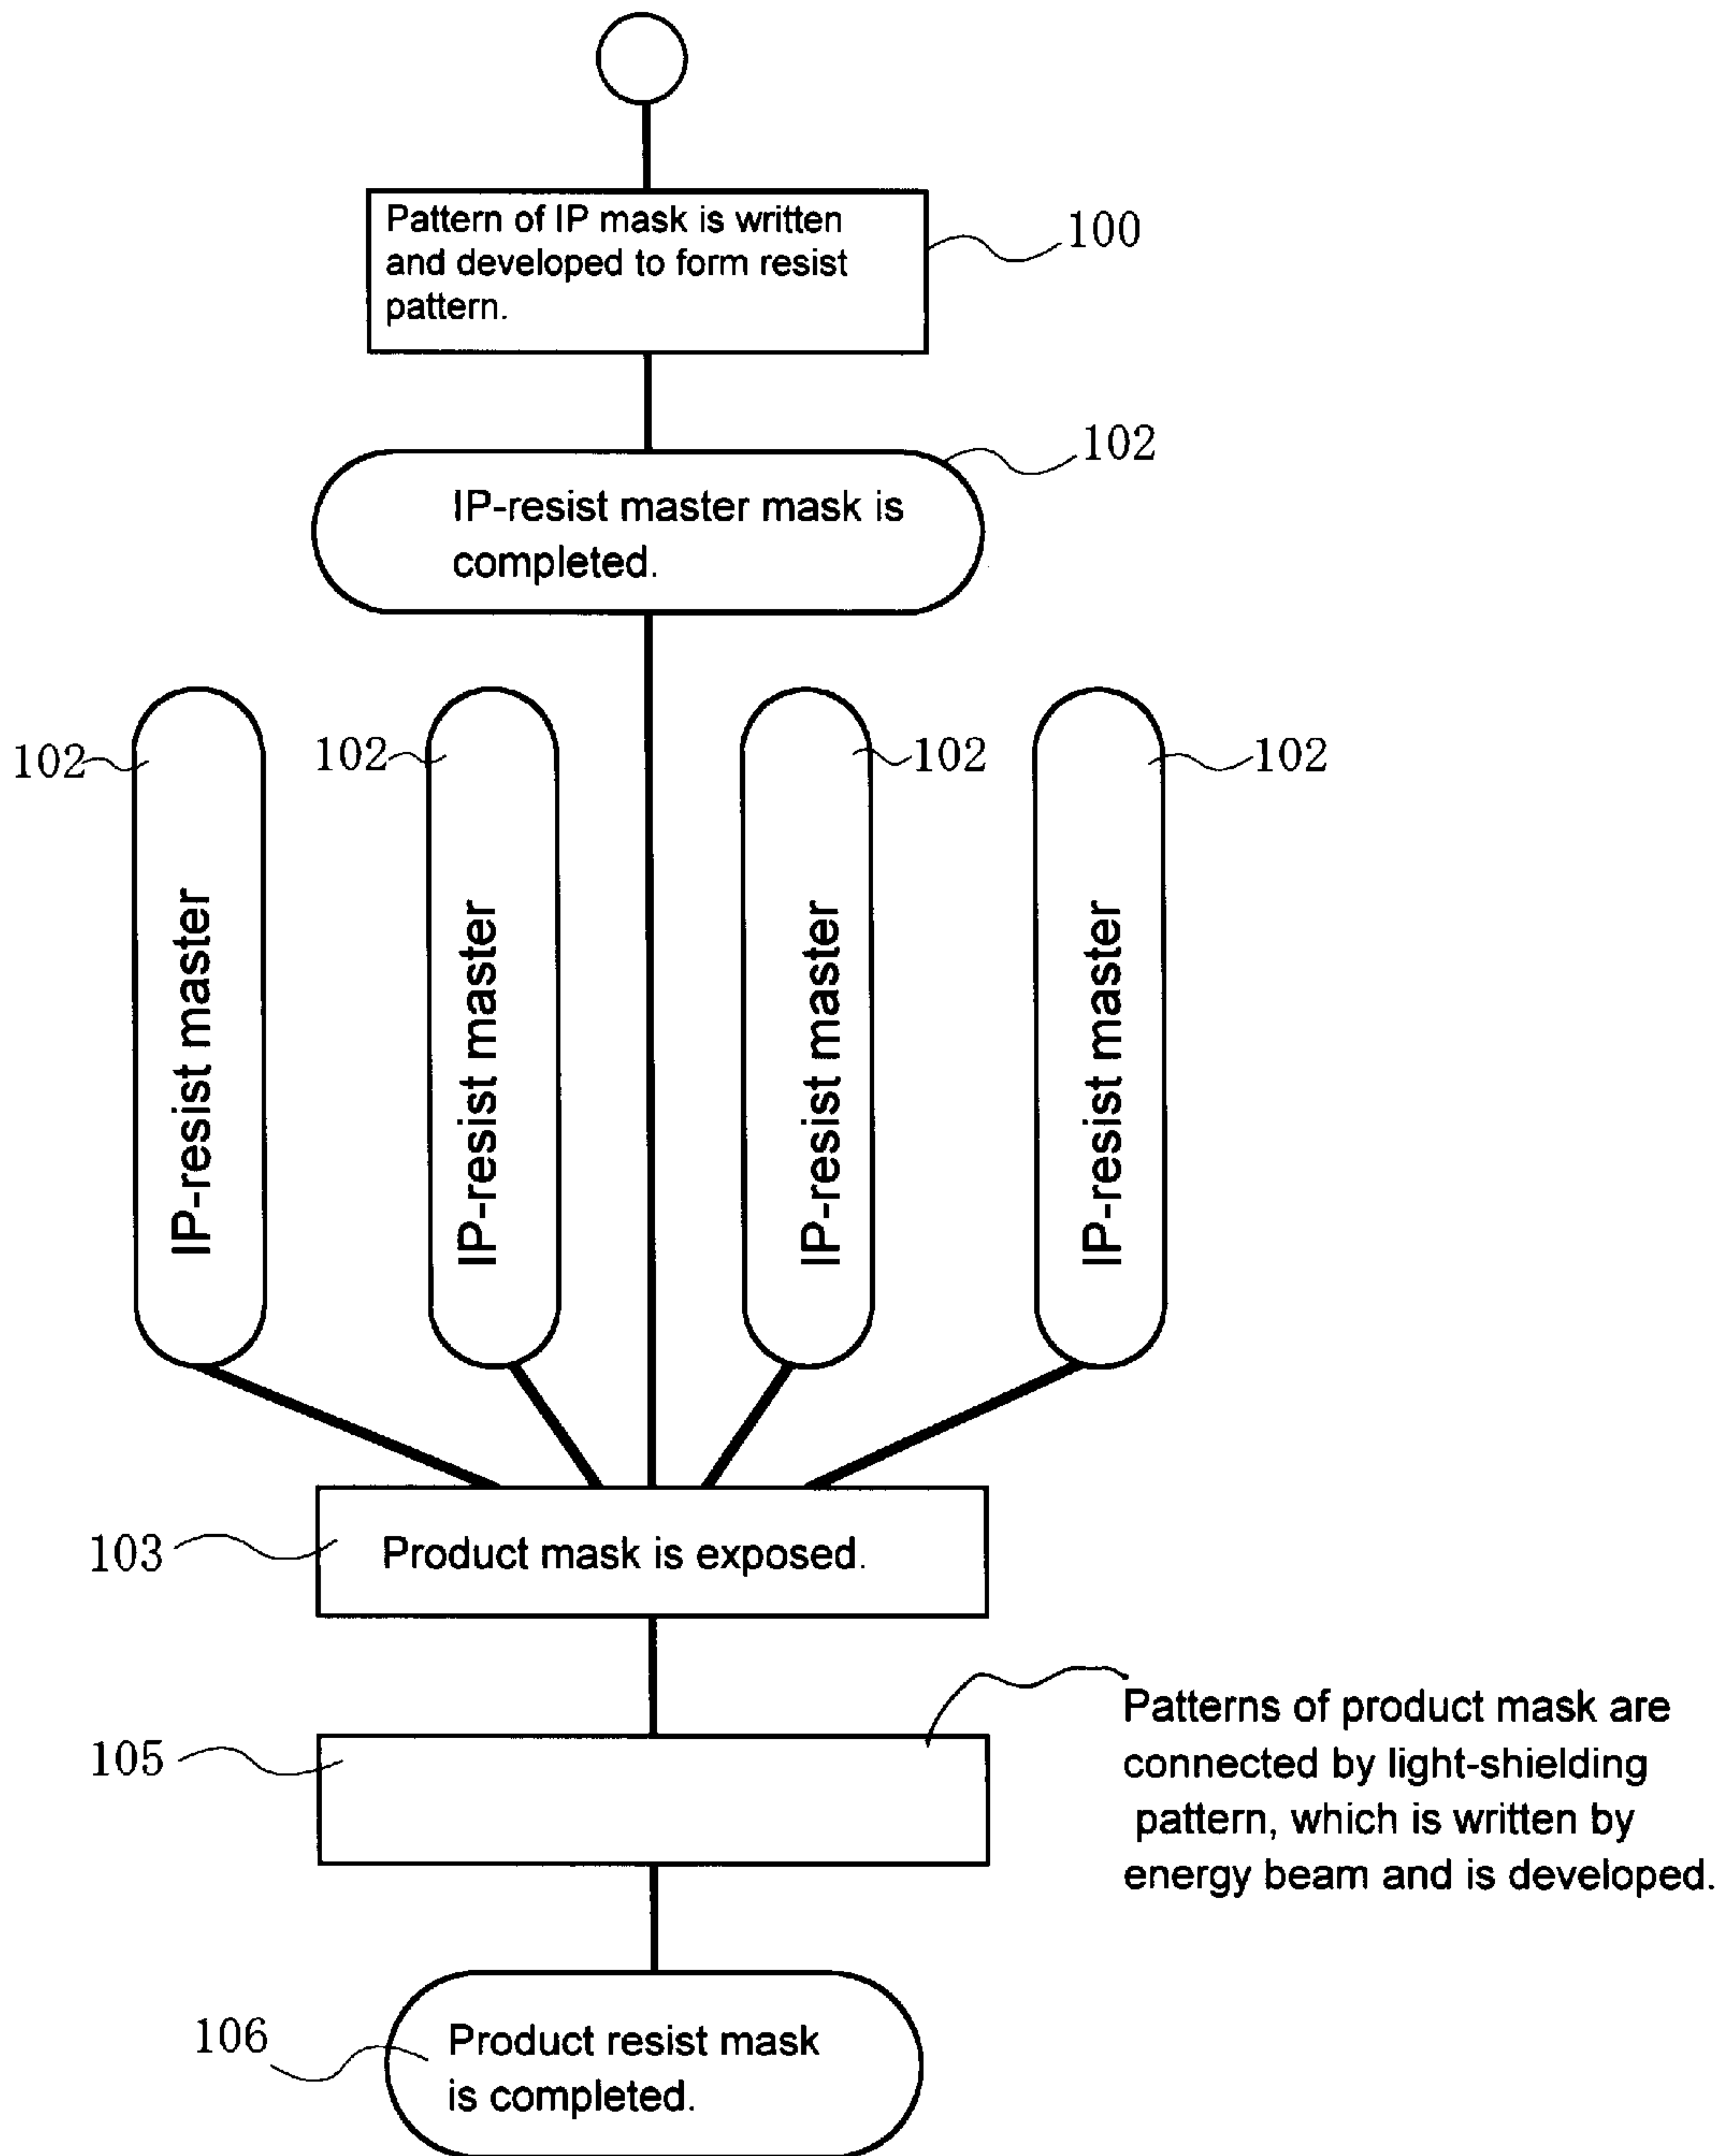 Pattern of IP mask is written
and developed to form resist
pattern.
100
102
IP-resist master mask is
completed.
102
102
102
102
IP-resist master
IP-resist master
IP-resist master
IP-resist master
103
Product mask is exposed.
105
Patterns of product mask are
connected by light-shielding
pattern, which is written by
energy beam and is developed.
106
Product resist mask
is completed.